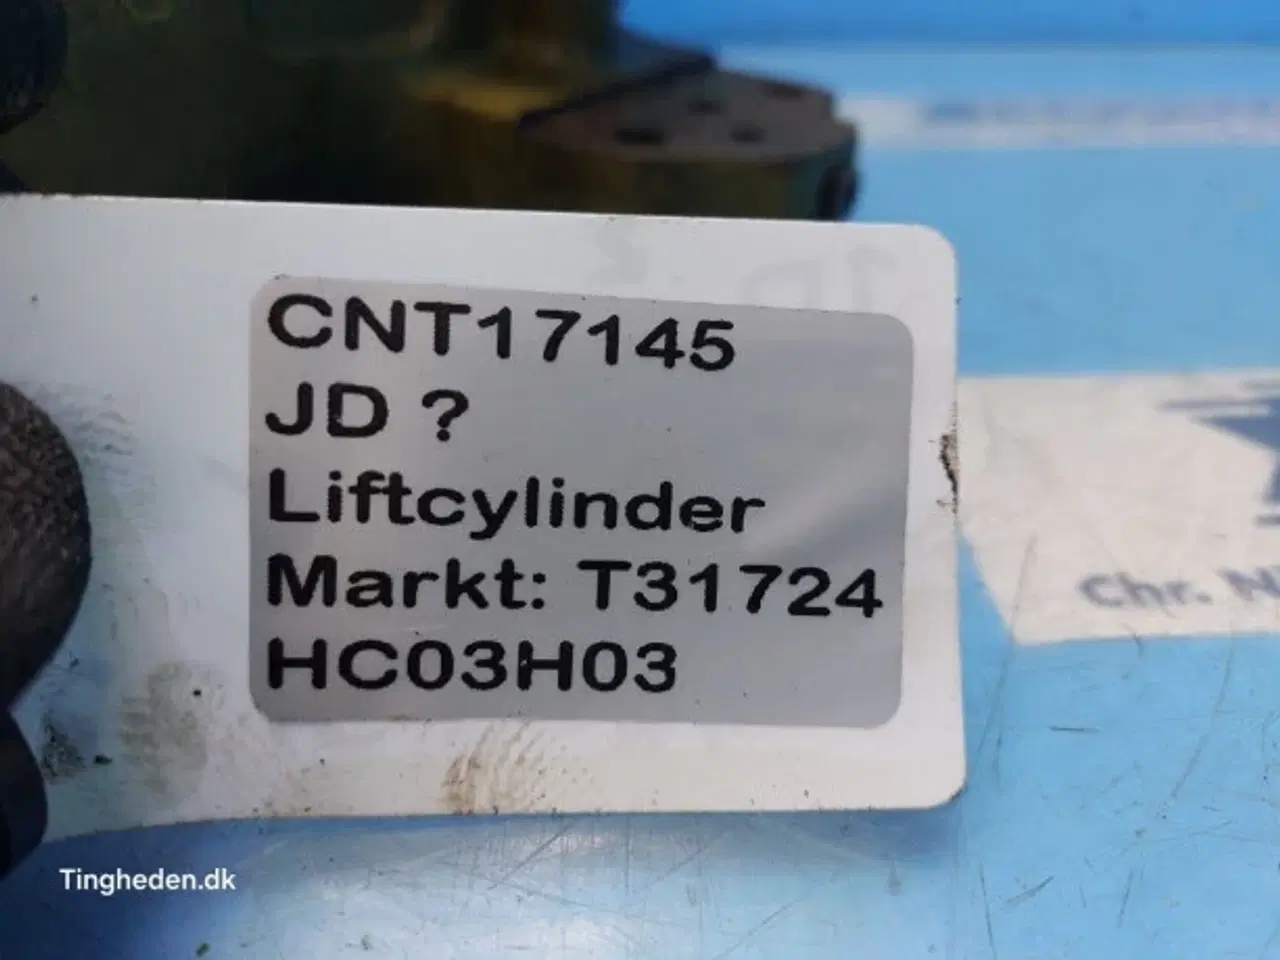 CNT17145
JD ?
Liftcylinder
Markt: T31724
HC03H03
Chr.
Tingheden.dk